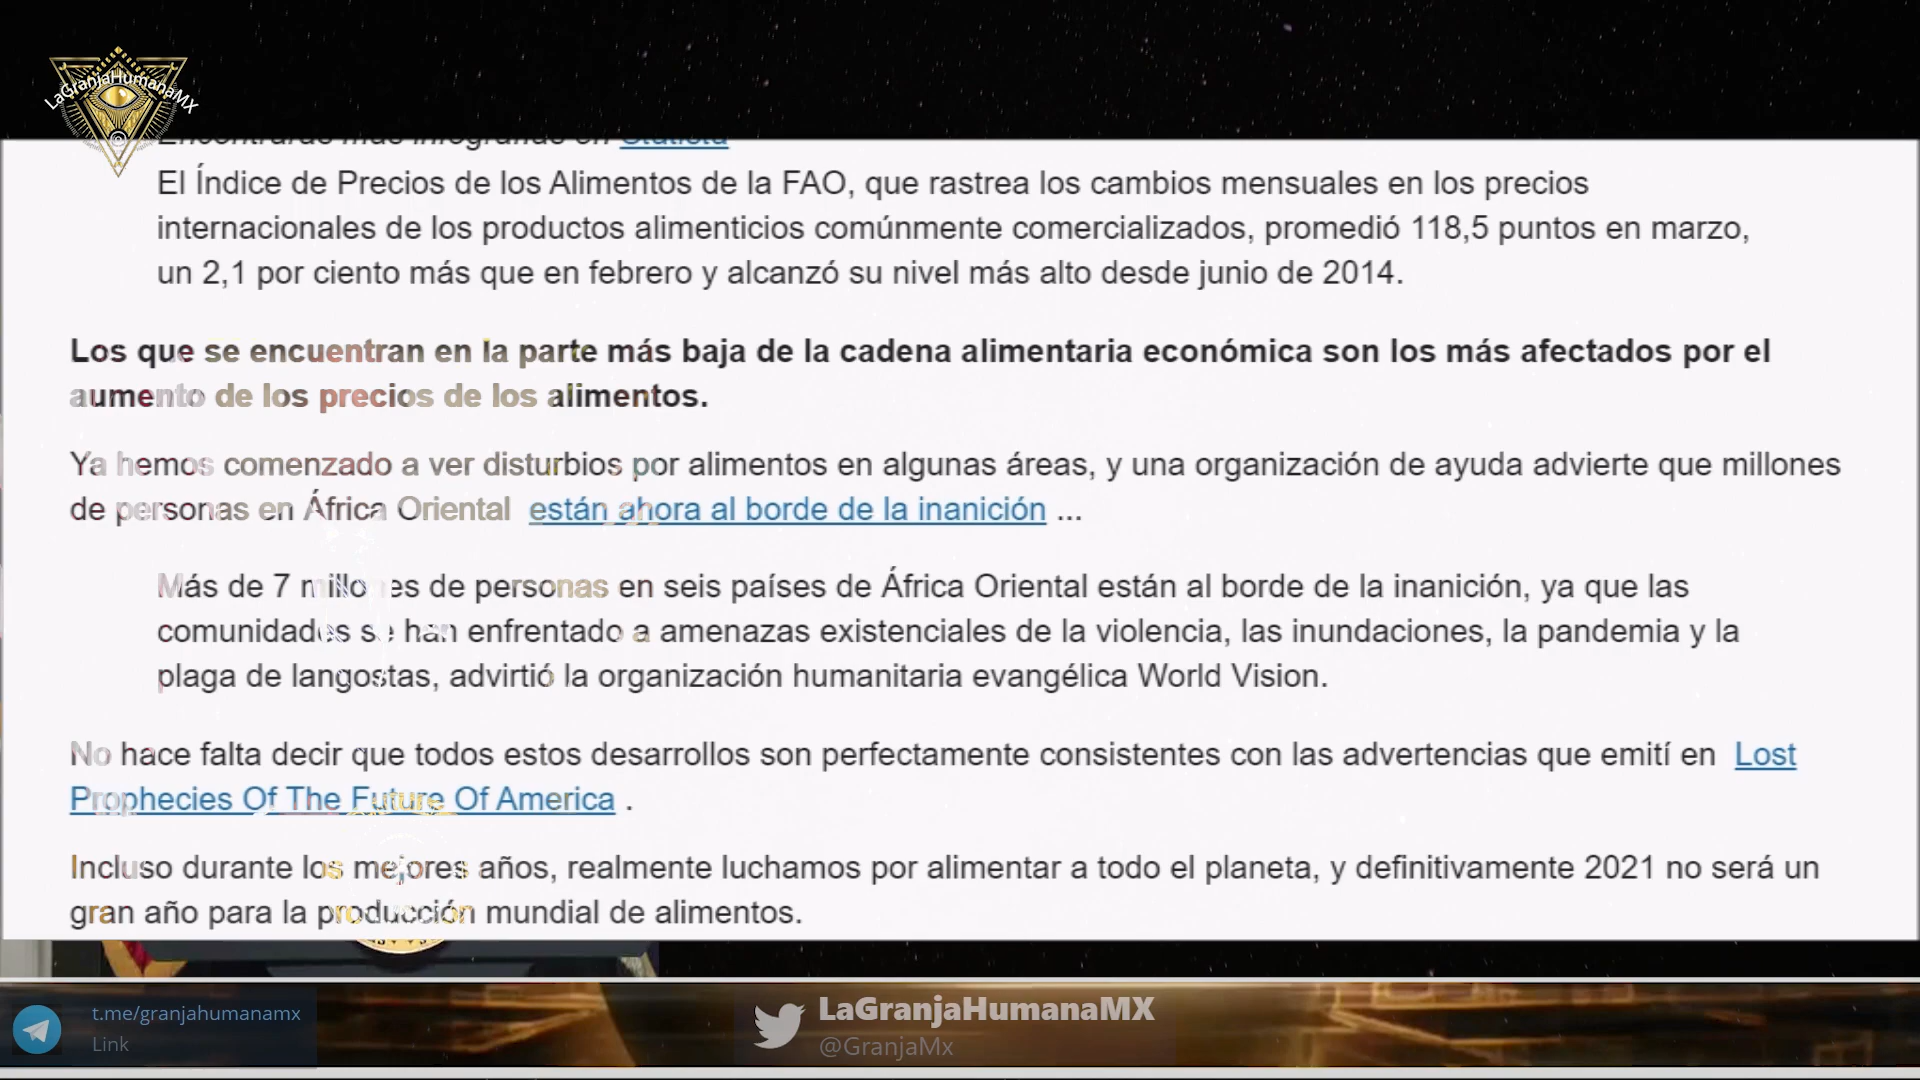 LaGranjaHumanaMX
Encontrarás más infografías en Statista
El Índice de Precios de los Alimentos de la FAO, que rastrea los cambios mensuales en los precios
internacionales de los productos alimenticios comúnmente comercializados, promedió 118,5 puntos en marzo,
un 2,1 por ciento más que en febrero y alcanzó su nivel más alto desde junio de 2014.
Los que se encuentran en la parte más baja de la cadena alimentaria económica son los más afectados por el
aumento de los precios de los alimentos.
Ya hemos comenzado a ver disturbios por alimentos en algunas áreas, y una organización de ayuda advierte que millones
de personas en África Oriental están ahora al borde de la inanición ...
Más de 7 millones de personas en seis países de África Oriental están al borde de la inanición, ya que las
comunidades se han enfrentado a amenazas existenciales de la violencia, las inundaciones, la pandemia y la
plaga de langostas, advirtió la organización humanitaria evangélica World Vision.
No hace falta decir que todos estos desarrollos son perfectamente consistentes con las advertencias que emití en Lost
Prophecies Of The Future Of America .
Incluso durante los mejores años, realmente luchamos por alimentar a todo el planeta, y definitivamente 2021 no será un
gran año para la producción mundial de alimentos.
t.me/granjahumanamx
Link
LaGranjaHumanaMX
@GranjaMx